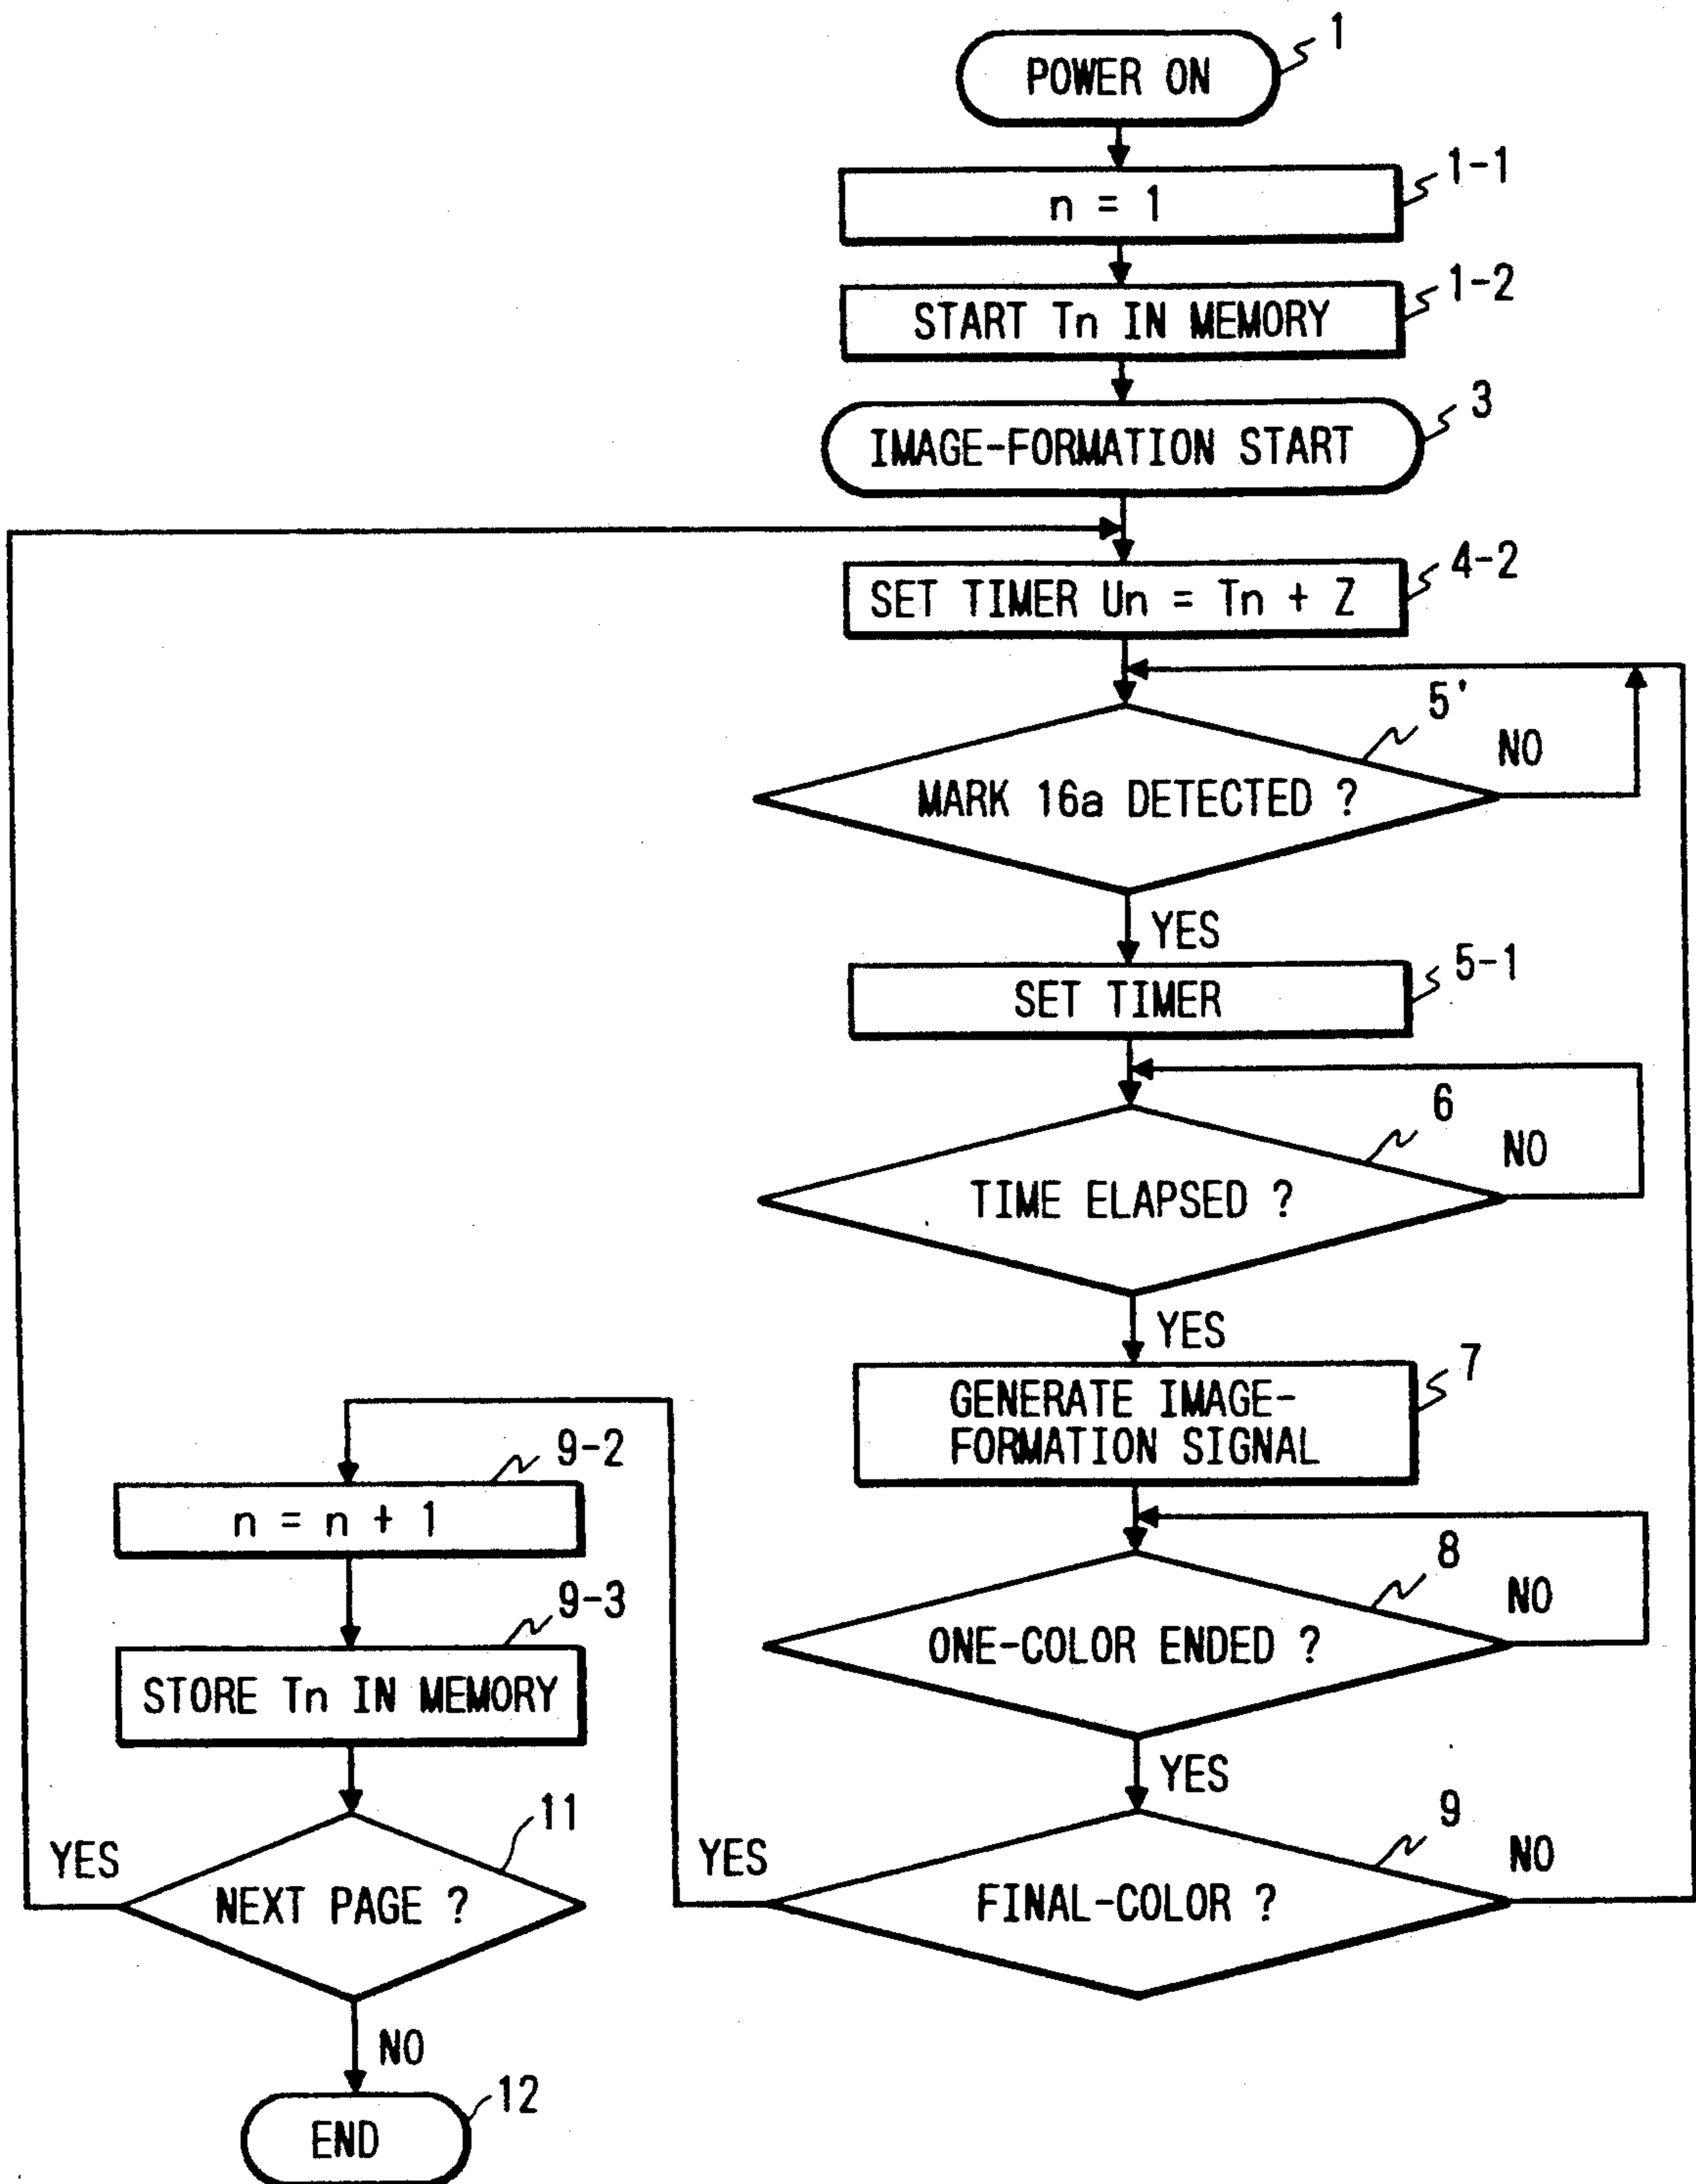 1
POWER ON
1-1
n = 1
1-2
START Tn IN MEMORY
3
IMAGE-FORMATION START
4-2
SET TIMER Un = Tn + Z
5'
NO
MARK 16a DETECTED ?
YES
5-1
SET TIMER
6
NO
TIME ELAPSED ?
YES
7
GENERATE IMAGE-
FORMATION SIGNAL
8
NO
ONE-COLOR ENDED ?
YES
9
NO
YES
FINAL-COLOR ?
9-2
n = n + 1
9-3
STORE Tn IN MEMORY
11
YES
NEXT PAGE ?
NO
12
END